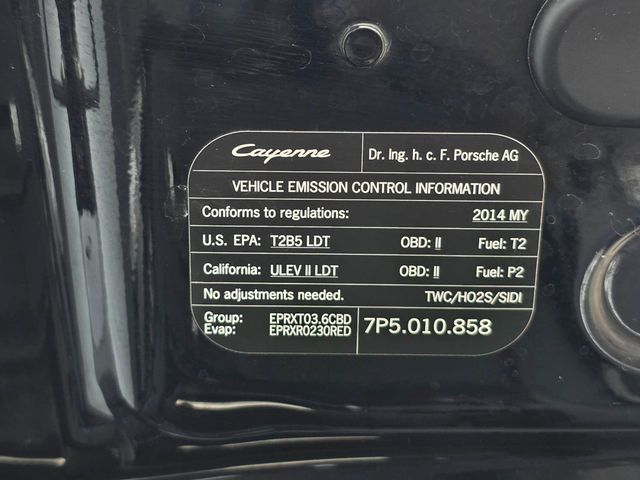 Cayenne Dr. Ing. h. c. F. Porsche AG
VEHICLE EMISSION CONTROL INFORMATION
Conforms to regulations: 2014 MY
U.S. EPA: T2B5 LDT OBD: II Fuel: T2
California: ULEV II LDT OBD: II Fuel: P2
No adjustments needed. TWC/HO2S/SIDI
Group: EPRXT03.6CBD 7P5.010.858
Evap: EPRXR0230RED